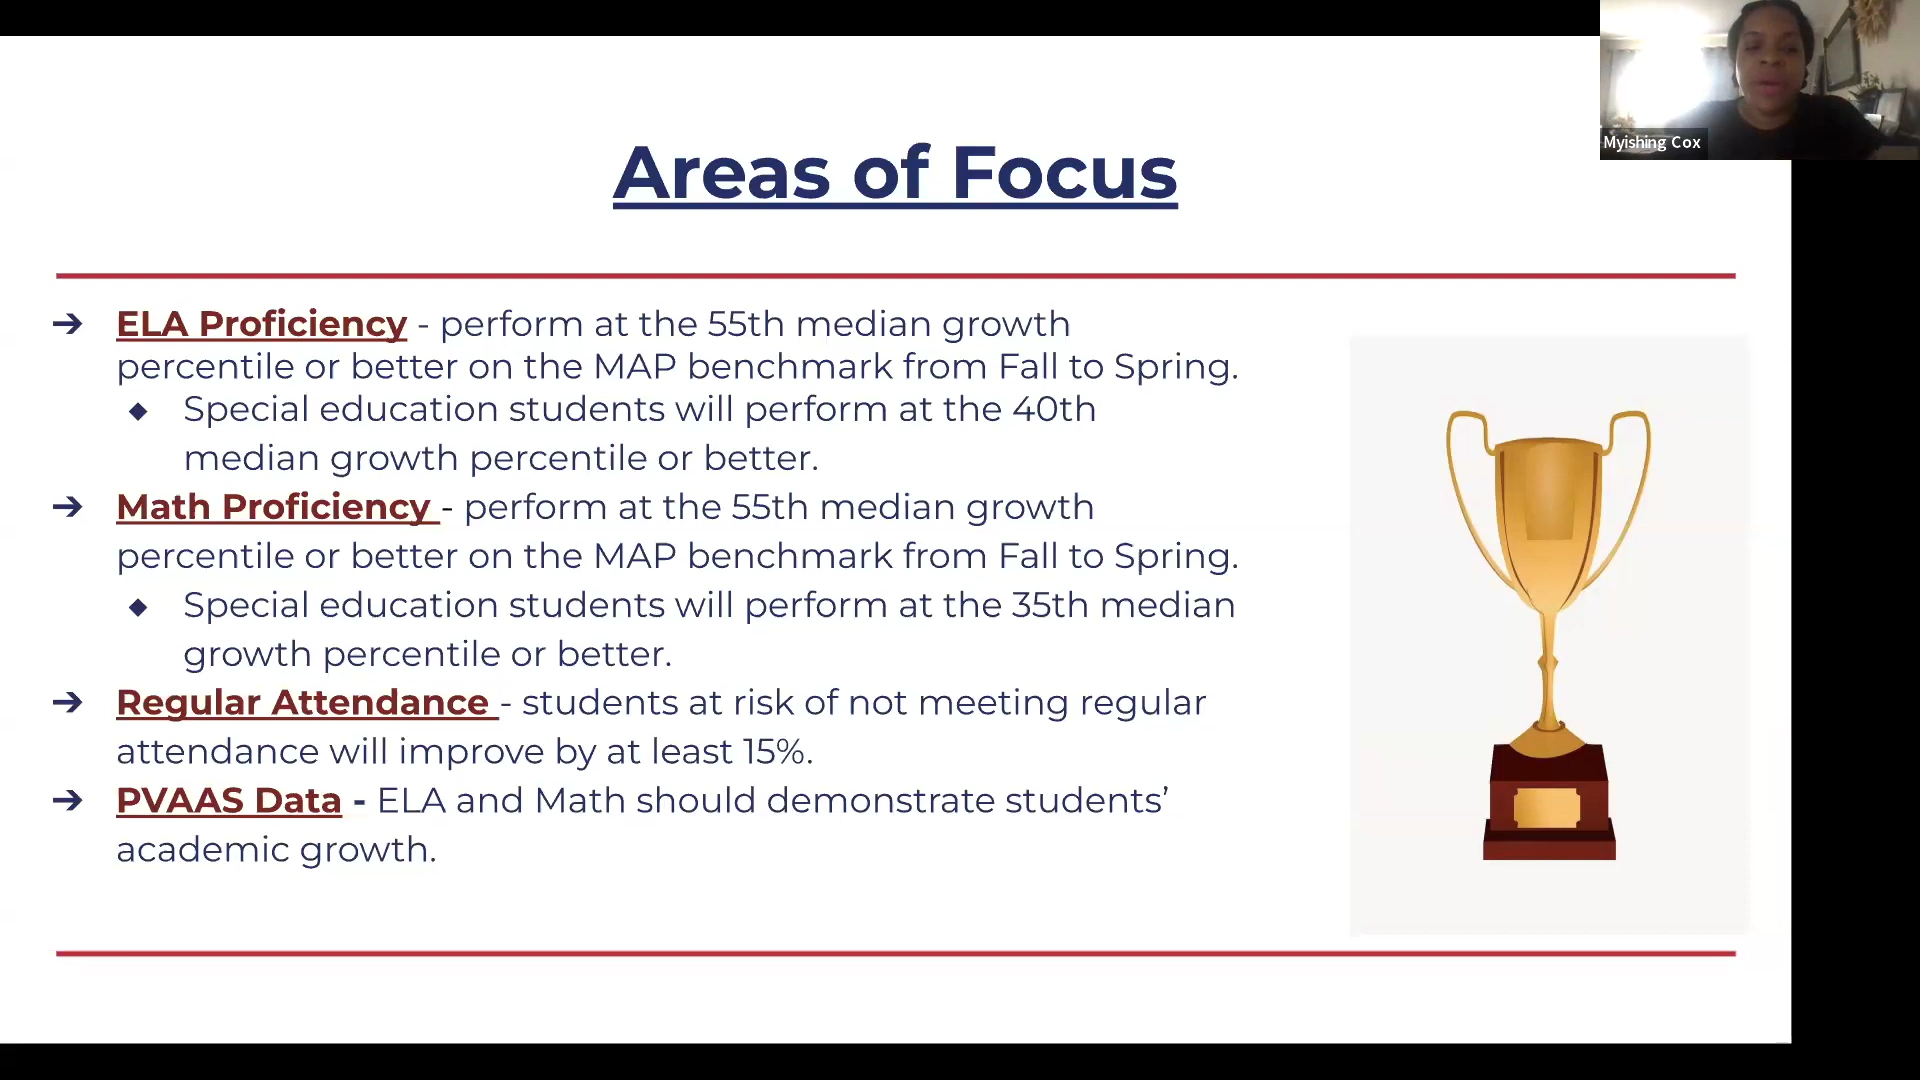 Myishing Cox
Areas of Focus
➔ ELA Proficiency - perform at the 55th median growth
percentile or better on the MAP benchmark from Fall to Spring.
◆ Special education students will perform at the 40th
median growth percentile or better.
➔ Math Proficiency - perform at the 55th median growth
percentile or better on the MAP benchmark from Fall to Spring.
◆ Special education students will perform at the 35th median
growth percentile or better.
➔ Regular Attendance - students at risk of not meeting regular
attendance will improve by at least 15%.
➔ PVAAS Data - ELA and Math should demonstrate students’
academic growth.